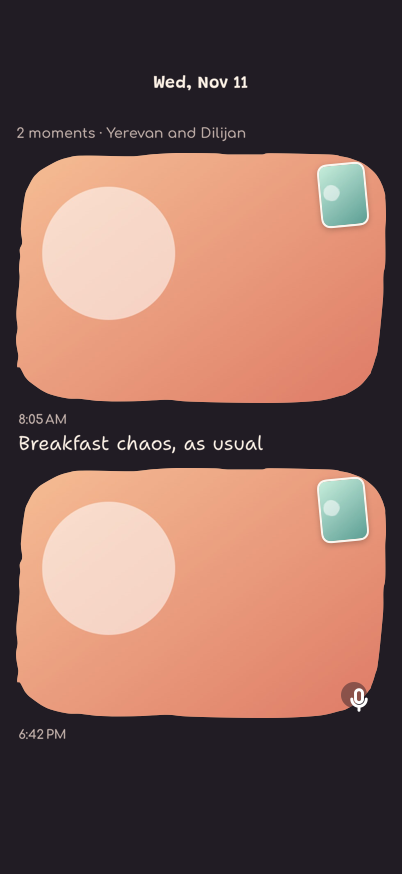 Wed, Nov 11
2 moments · Yerevan and Dilijan
8:05 AM
Breakfast chaos, as usual
6:42 PM